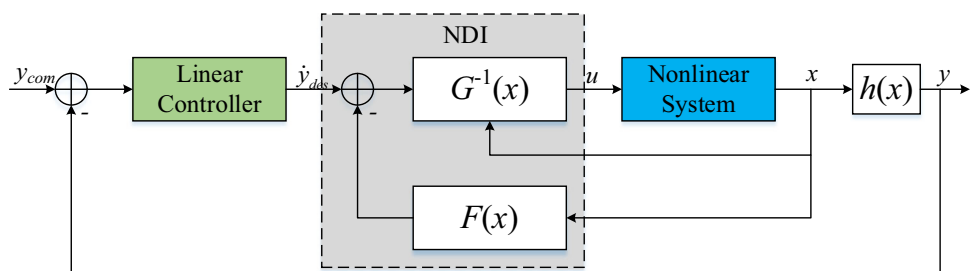 NDI
y_com
-
Linear
Controller
ẏ_des
-
G⁻¹(x)
u
Nonlinear
System
x
h(x)
y
F(x)